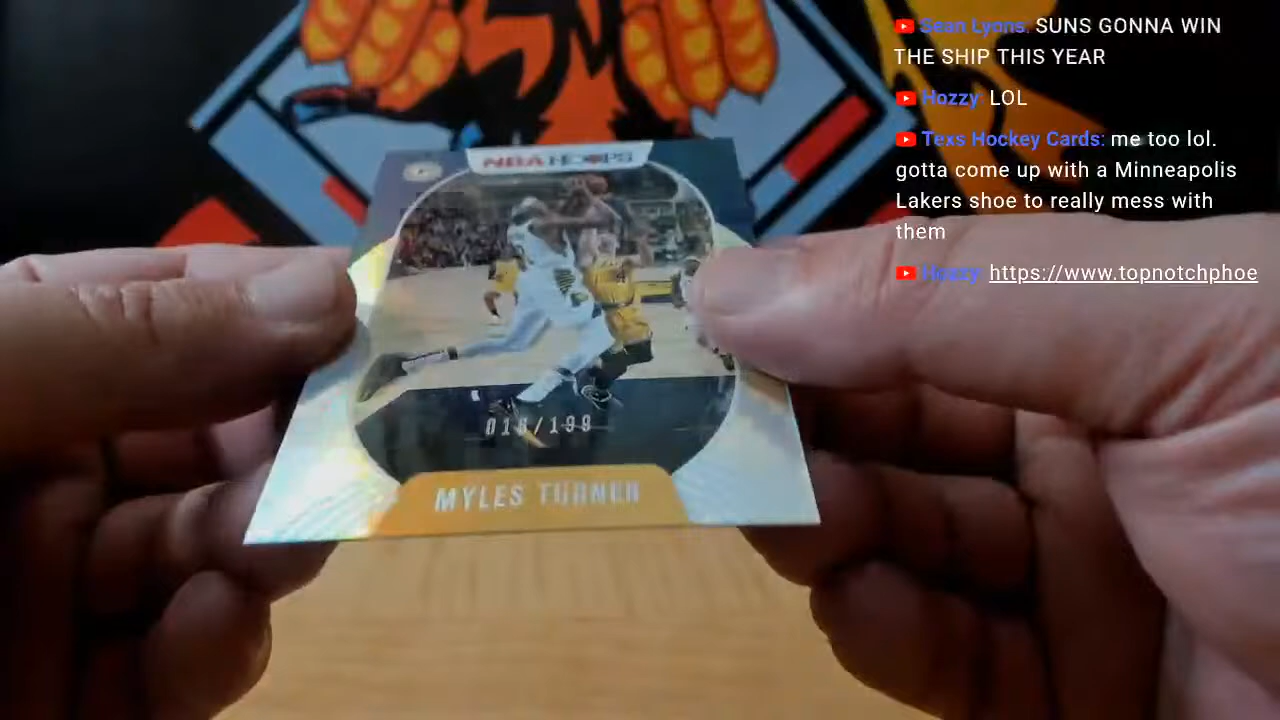 Sean Lyons: SUNS GONNA WIN
THE SHIP THIS YEAR
Hozzy: LOL
Texs Hockey Cards: me too lol.
gotta come up with a Minneapolis
Lakers shoe to really mess with
them
Hozzy: https://www.topnotchphoe
NBA HOOPS
/199
MYLES TURNER